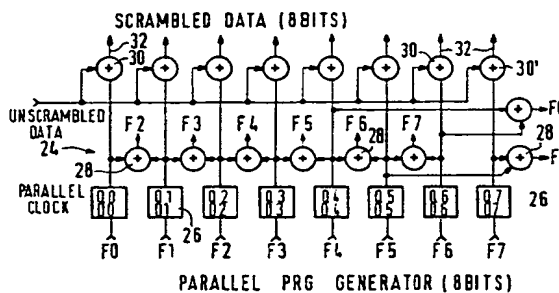 SCRAMBLED DATA (8BITS)
32 30 30 32 30'
UNSCRAMBLED DATA
F2 F3 F4 F5 F6 F7
24 28 28 28
PARALLEL CLOCK
26 26
F0 F1 F2 F3 F4 F5 F6 F7
PARALLEL PRG GENERATOR (8BITS)